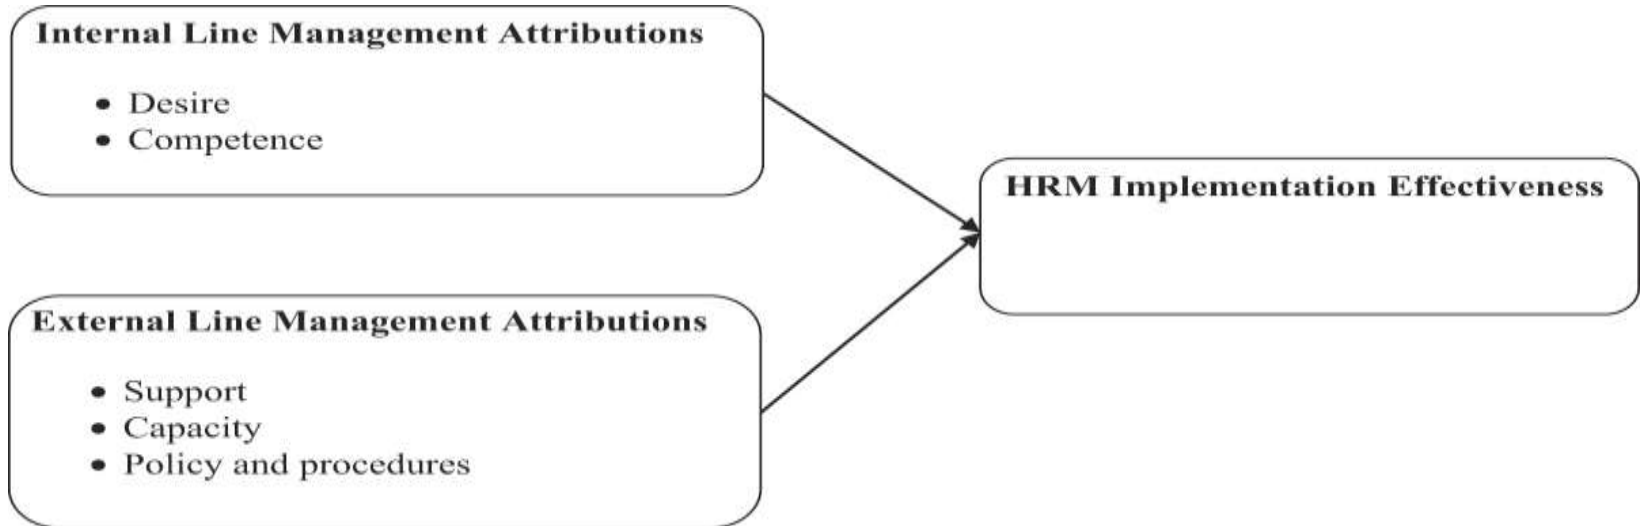 Internal Line Management Attributions
• Desire
• Competence
HRM Implementation Effectiveness
External Line Management Attributions
• Support
• Capacity
• Policy and procedures